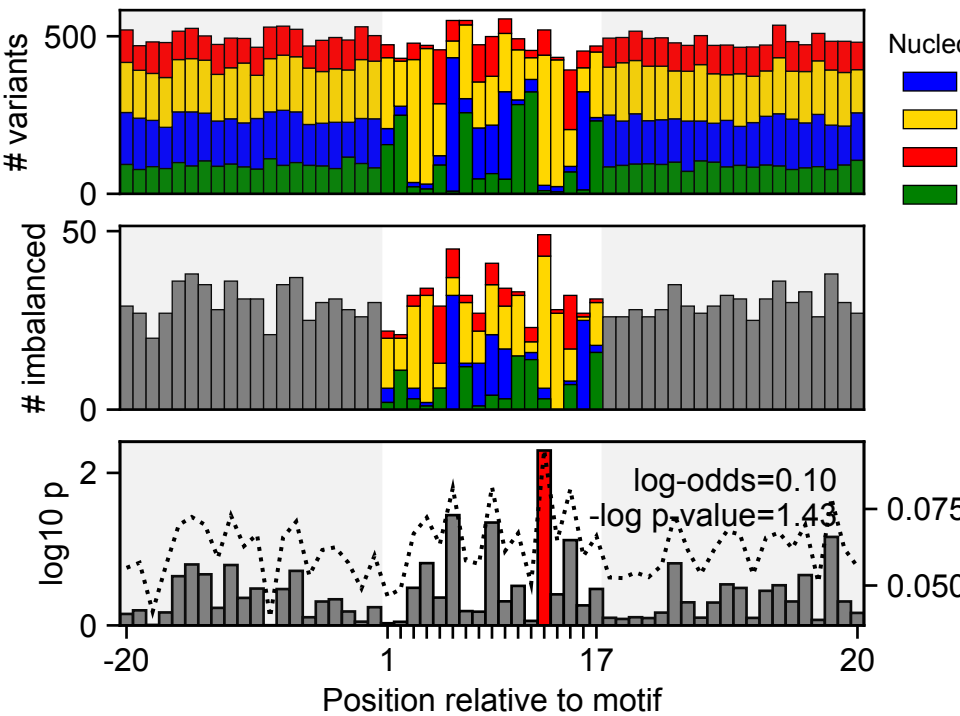 # variants
500
0
Nucleo
# imbalanced
50
0
log10 p
2
0
log-odds=0.10
-log p-value=1.43
0.075
0.050
-20
1
17
20
Position relative to motif